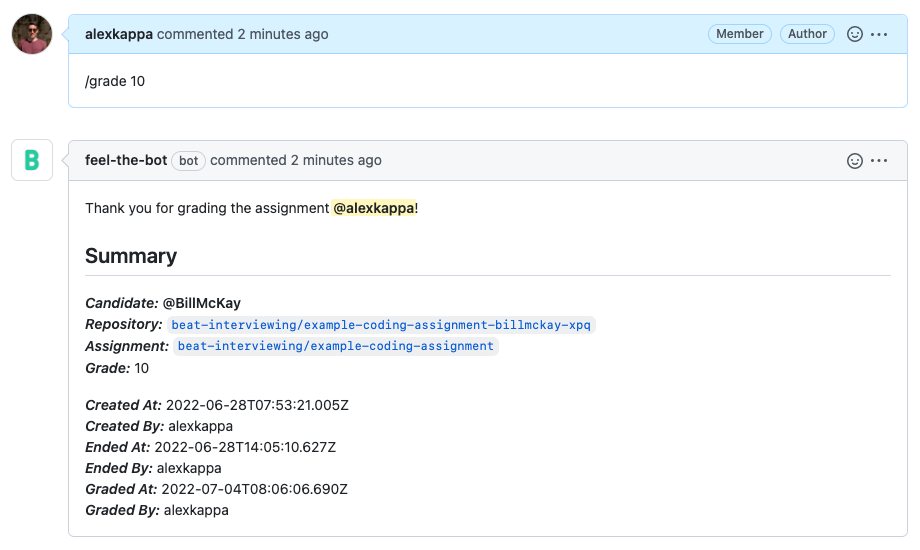 alexkappa commented 2 minutes ago Member Author
/grade 10
B
feel-the-bot bot commented 2 minutes ago
Thank you for grading the assignment @alexkappa!
Summary
Candidate: @BillMcKay
Repository: beat-interviewing/example-coding-assignment-billmckay-xpq
Assignment: beat-interviewing/example-coding-assignment
Grade: 10
Created At: 2022-06-28T07:53:21.005Z
Created By: alexkappa
Ended At: 2022-06-28T14:05:10.627Z
Ended By: alexkappa
Graded At: 2022-07-04T08:06:06.690Z
Graded By: alexkappa